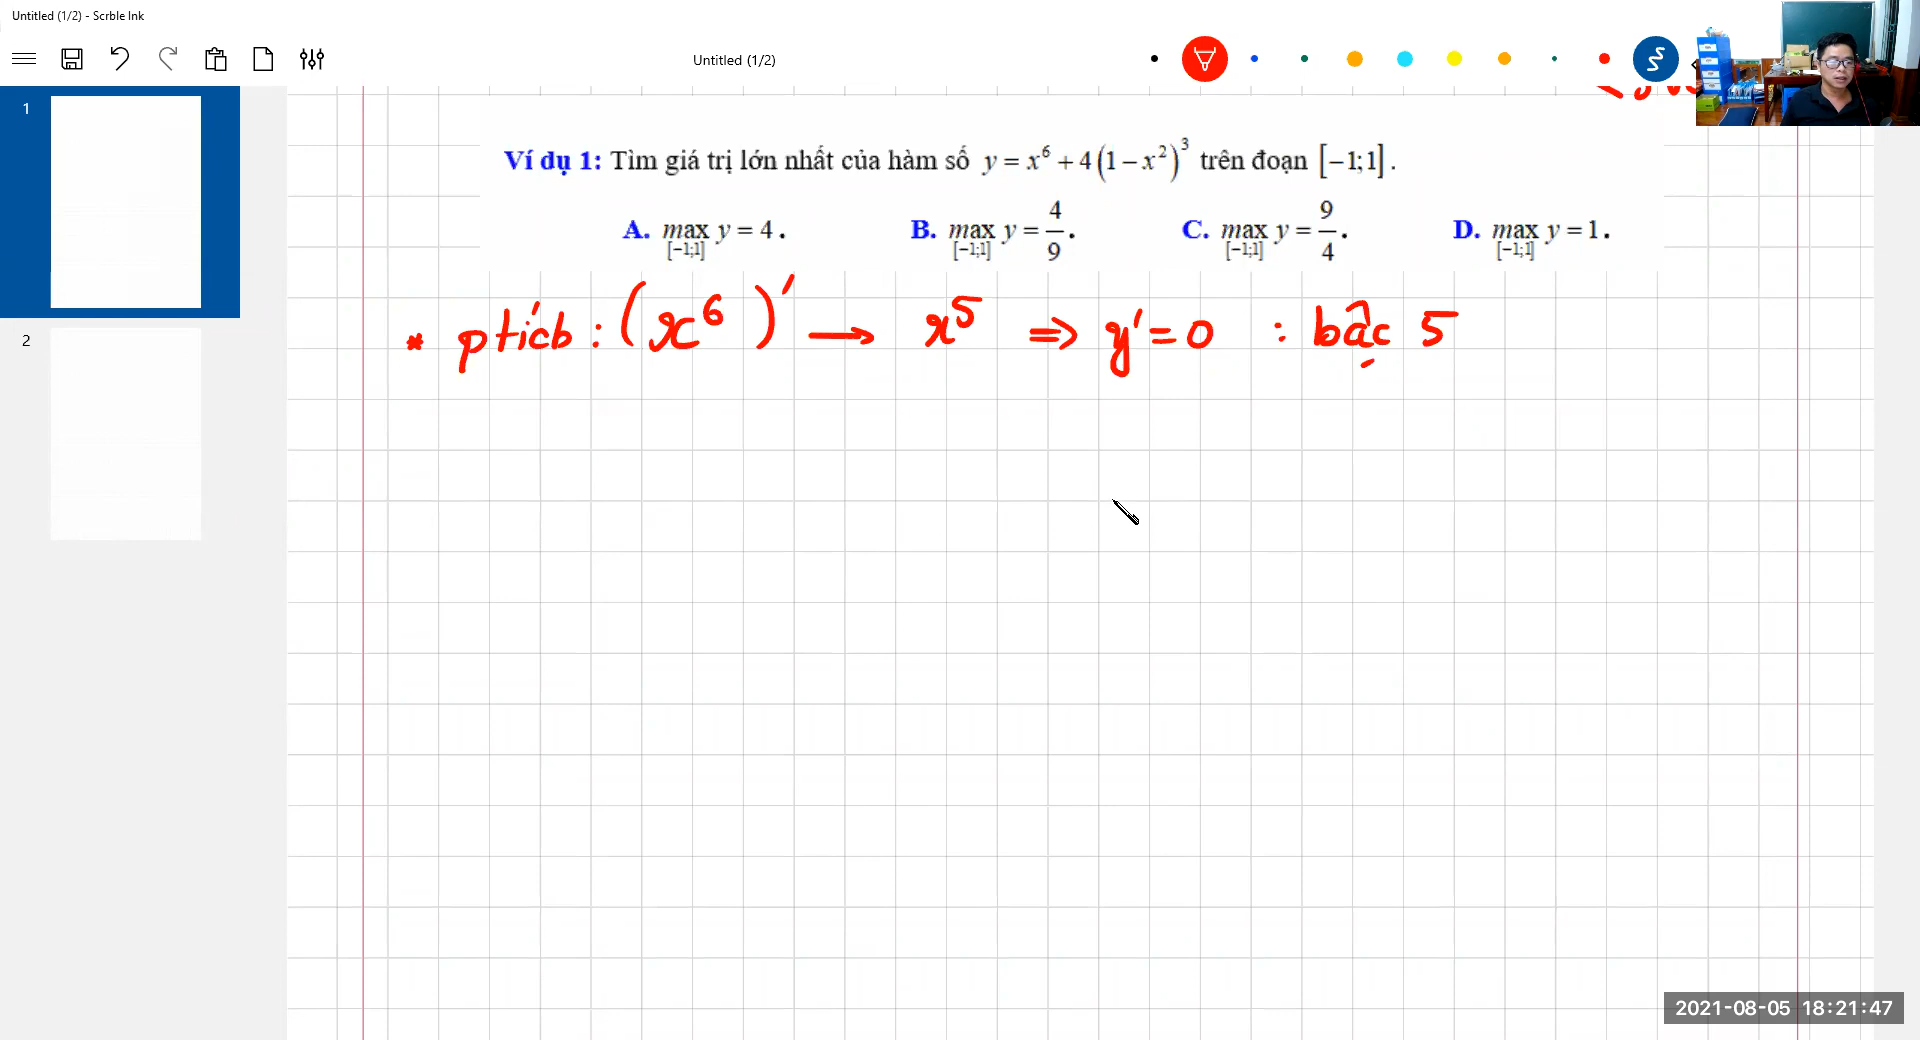 Untitled (1/2) - Scrble Ink
Untitled (1/2)
1
2
Ví dụ 1: Tìm giá trị lớn nhất của hàm số y = x⁶ + 4(1 − x²)³ trên đoạn [−1;1].
A. max y = 4. B. max y = 4/9. C. max y = 9/4. D. max y = 1.
[−1;1] [−1;1] [−1;1] [−1;1]
* ptích: (x⁶)' → x⁵ ⇒ y' = 0 : bậc 5
2021-08-05 18:21:47